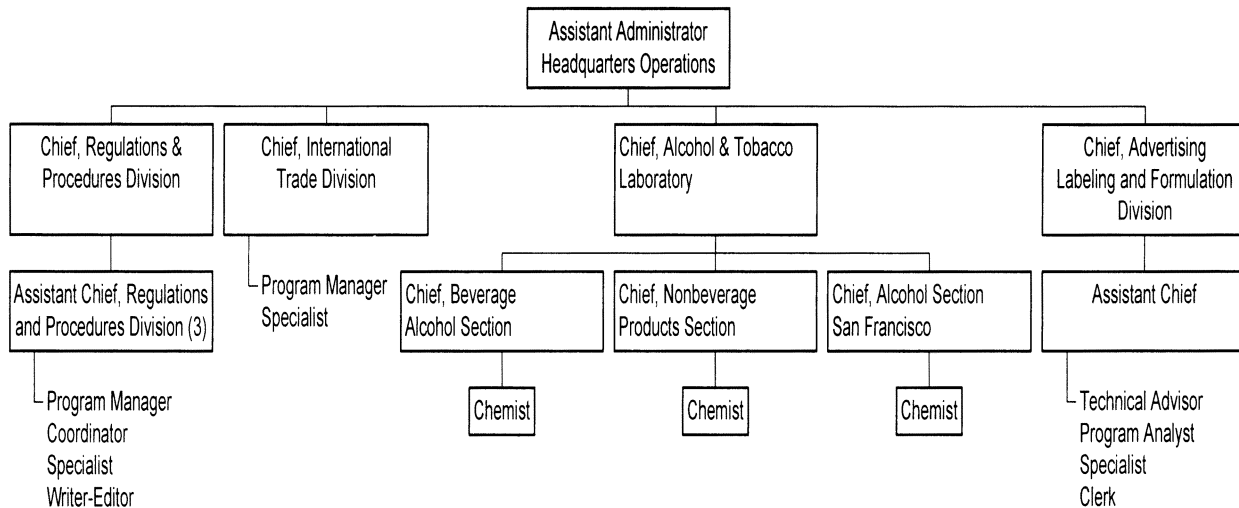 Assistant Administrator
Headquarters Operations
Chief, Regulations &
Procedures Division
Chief, International
Trade Division
Chief, Alcohol & Tobacco
Laboratory
Chief, Advertising
Labeling and Formulation
Division
Assistant Chief, Regulations
and Procedures Division (3)
Program Manager
Specialist
Chief, Beverage
Alcohol Section
Chief, Nonbeverage
Products Section
Chief, Alcohol Section
San Francisco
Assistant Chief
Program Manager
Coordinator
Specialist
Writer-Editor
Chemist
Chemist
Chemist
Technical Advisor
Program Analyst
Specialist
Clerk